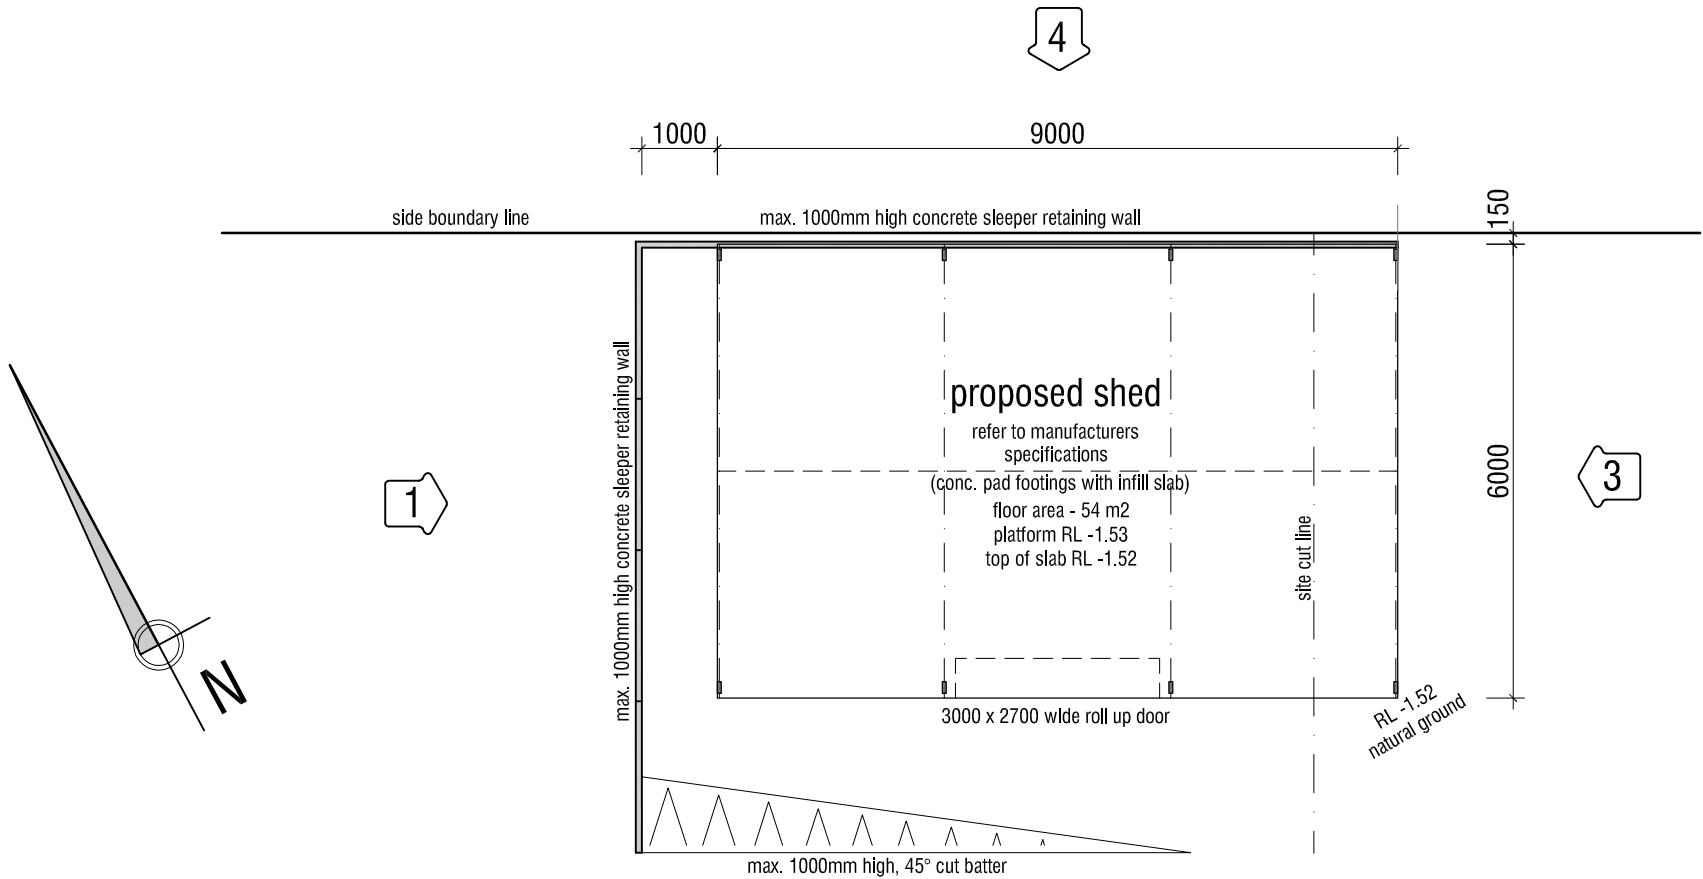 4
1000
9000
150
side boundary line
max. 1000mm high concrete sleeper retaining wall
max. 1000mm high concrete sleeper retaining wall
proposed shed
refer to manufacturers
specifications
(conc. pad footings with infill slab)
floor area - 54 m2
platform RL -1.53
top of slab RL -1.52
site cut line
6000
1
3
N
3000 x 2700 wide roll up door
RL -1.52
natural ground
max. 1000mm high, 45° cut batter